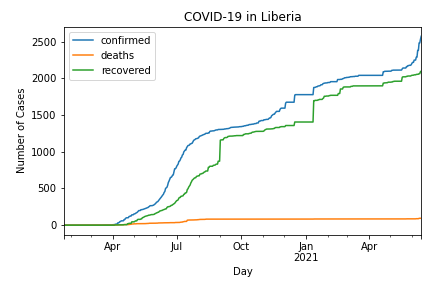 COVID-19 in Liberia
confirmed
deaths
recovered
Number of Cases
2500
2000
1500
1000
500
0
Apr
Jul
Oct
Jan
2021
Apr
Day